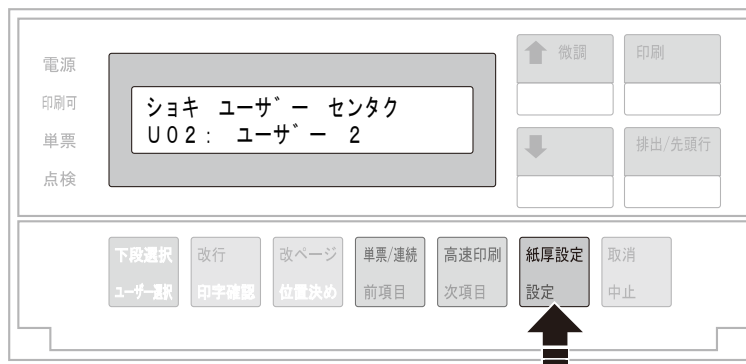 電源
印刷可
単票
点検
ショキ ユーザー センタク
U02: ユーザー 2
微調
印刷
排出/先頭行
下段選択
ユーザー選択
改行
印字確認
改ページ
位置決め
単票/連続
前項目
高速印刷
次項目
紙厚設定
設定
取消
中止